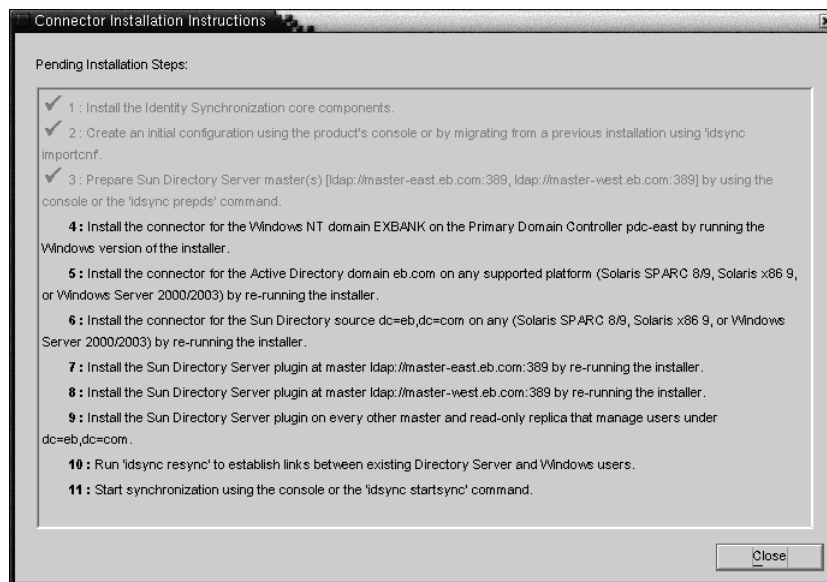 Connector Installation Instructions
Pending Installation Steps:
1 : Install the Identity Synchronization core components.
2 : Create an initial configuration using the product's console or by migrating from a previous installation using 'idsync
importcnf'.
3 : Prepare Sun Directory Server master(s) [ldap://master-east.eb.com:389, ldap://master-west.eb.com:389] by using the
console or the 'idsync prepds' command.
4 : Install the connector for the Windows NT domain EXBANK on the Primary Domain Controller pdc-east by running the
Windows version of the installer.
5 : Install the connector for the Active Directory domain eb.com on any supported platform (Solaris SPARC 8/9, Solaris x86 9,
or Windows Server 2000/2003) by re-running the installer.
6 : Install the connector for the Sun Directory source dc=eb,dc=com on any (Solaris SPARC 8/9, Solaris x86 9, or Windows
Server 2000/2003) by re-running the installer.
7 : Install the Sun Directory Server plugin at master ldap://master-east.eb.com:389 by re-running the installer.
8 : Install the Sun Directory Server plugin at master ldap://master-west.eb.com:389 by re-running the installer.
9 : Install the Sun Directory Server plugin on every other master and read-only replica that manage users under
dc=eb,dc=com.
10 : Run 'idsync resync' to establish links between existing Directory Server and Windows users.
11 : Start synchronization using the console or the 'idsync startsync' command.
Close